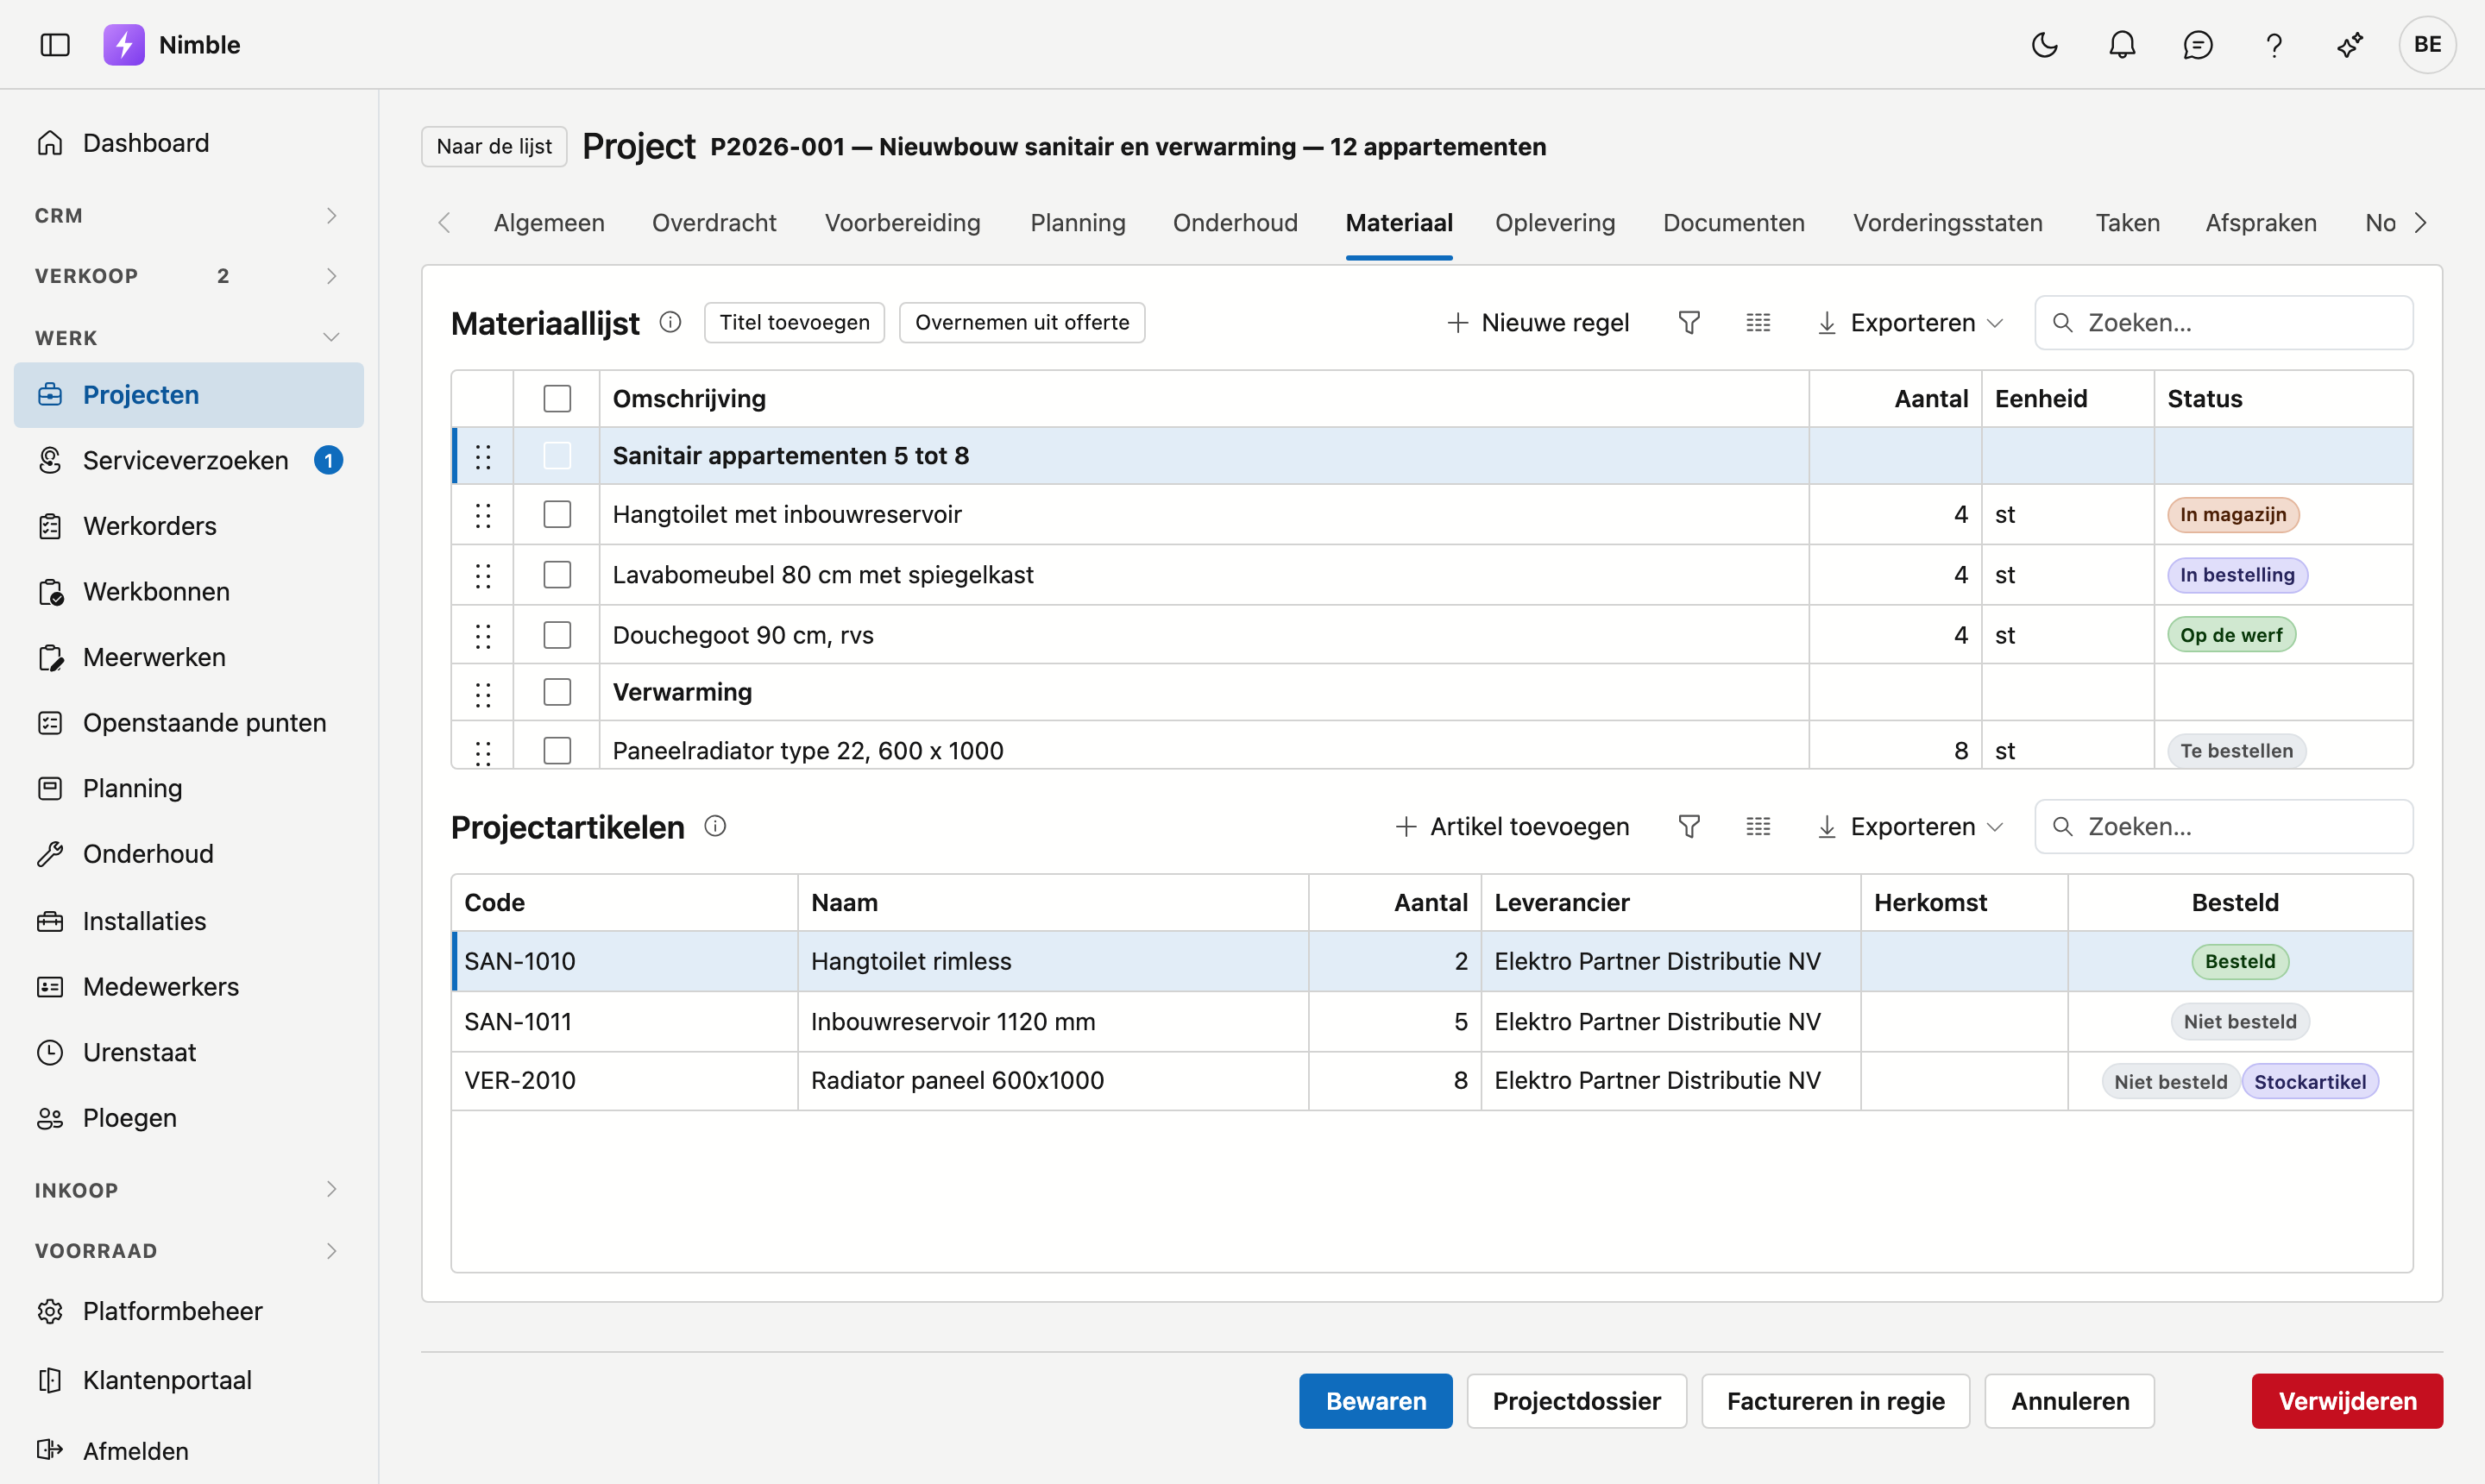 Nimble
BE
Dashboard
CRM
VERKOOP 2
WERK
Projecten
Serviceverzoeken 1
Werkorders
Werkbonnen
Meerwerken
Openstaande punten
Planning
Onderhoud
Installaties
Medewerkers
Urenstaat
Ploegen
INKOOP
VOORRAAD
Platformbeheer
Klantenportaal
Afmelden
Naar de lijst Project P2026-001 — Nieuwbouw sanitair en verwarming — 12 appartementen
Algemeen Overdracht Voorbereiding Planning Onderhoud Materiaal Oplevering Documenten Vorderingsstaten Taken Afspraken No
Materiaallijst Titel toevoegen Overnemen uit offerte Nieuwe regel Exporteren Zoeken...
Omschrijving Aantal Eenheid Status
Sanitair appartementen 5 tot 8
Hangtoilet met inbouwreservoir 4 st In magazijn
Lavabomeubel 80 cm met spiegelkast 4 st In bestelling
Douchegoot 90 cm, rvs 4 st Op de werf
Verwarming
Paneelradiator type 22, 600 x 1000 8 st Te bestellen
Projectartikelen Artikel toevoegen Exporteren Zoeken...
Code Naam Aantal Leverancier Herkomst Besteld
SAN-1010 Hangtoilet rimless 2 Elektro Partner Distributie NV Besteld
SAN-1011 Inbouwreservoir 1120 mm 5 Elektro Partner Distributie NV Niet besteld
VER-2010 Radiator paneel 600x1000 8 Elektro Partner Distributie NV Niet besteld Stockartikel
Bewaren Projectdossier Factureren in regie Annuleren Verwijderen